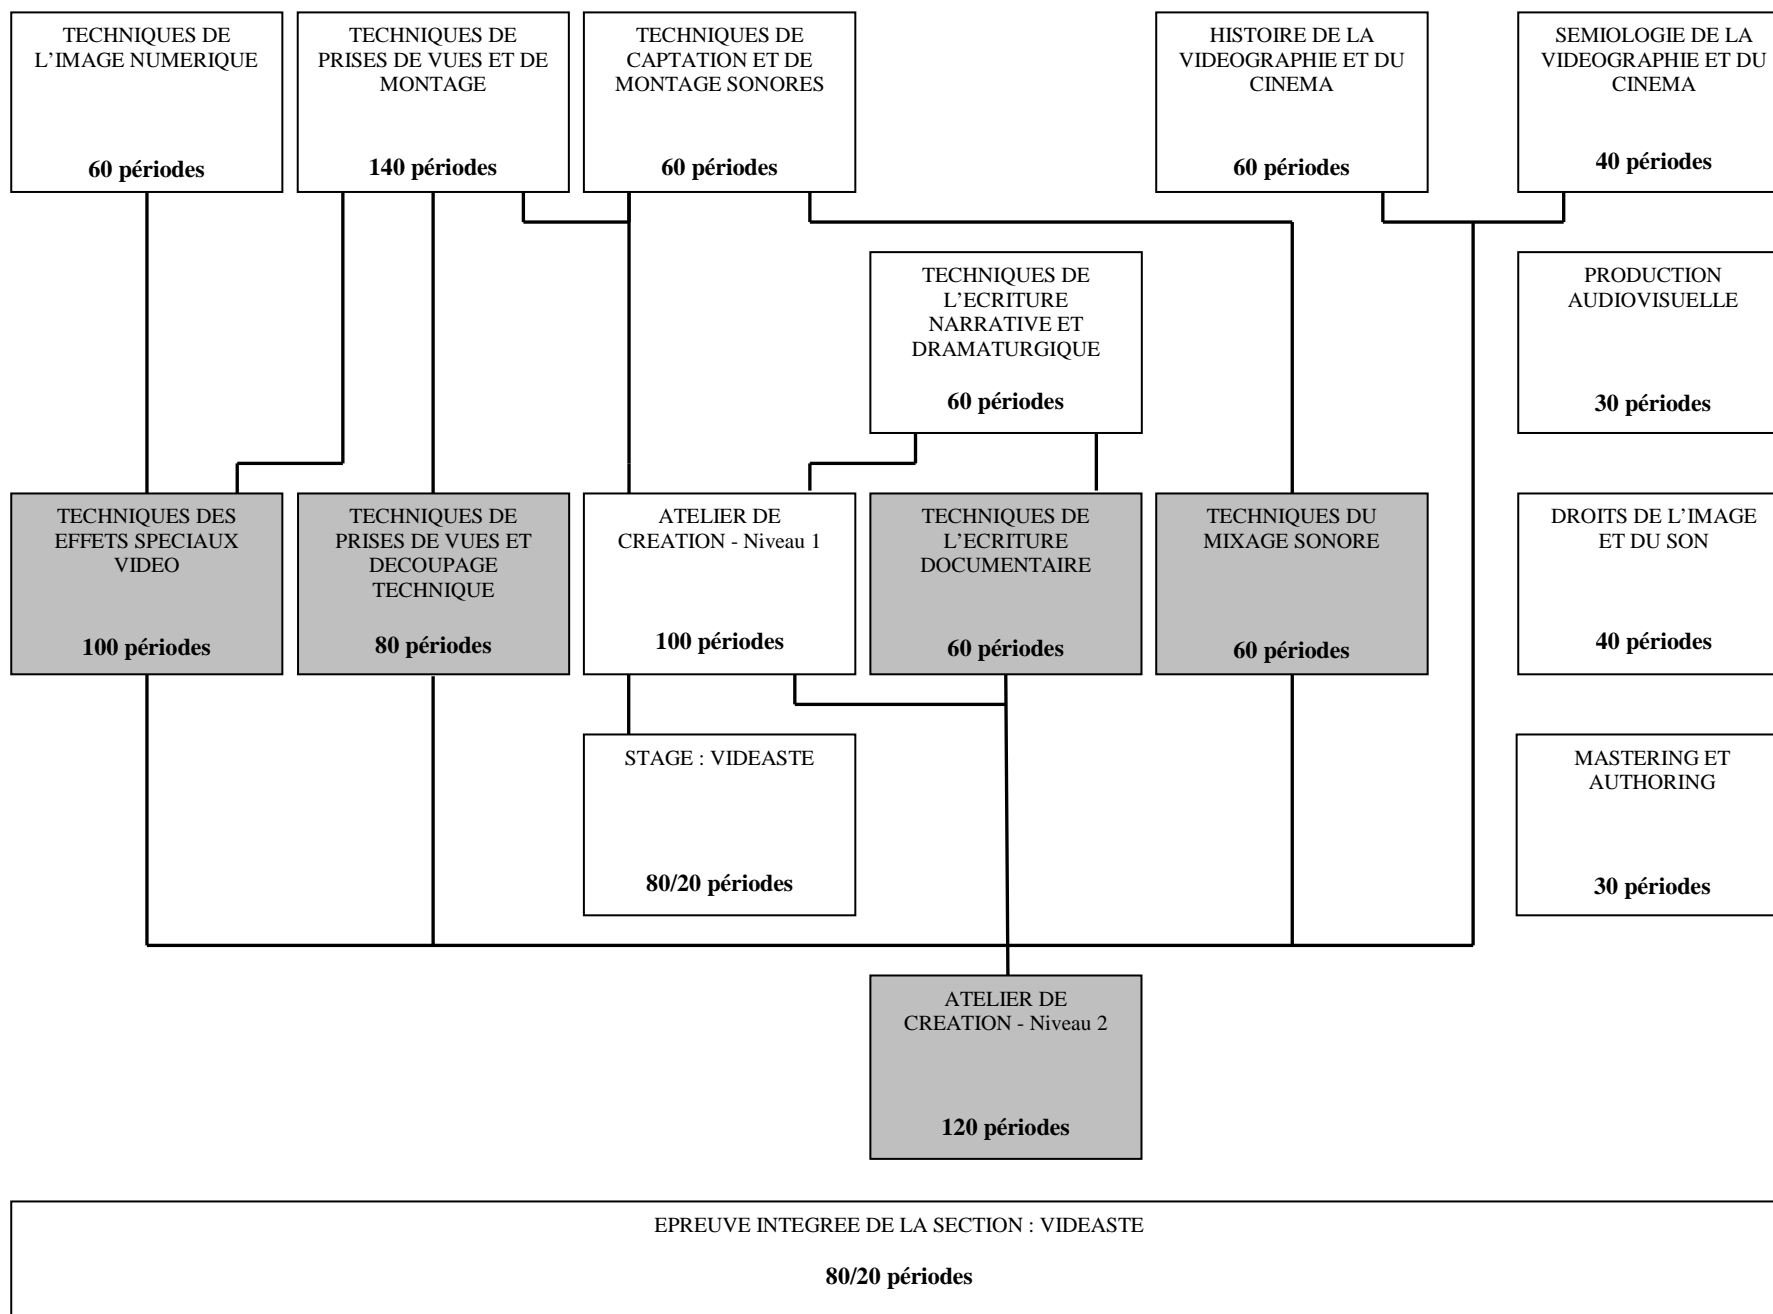 TECHNIQUES DE
L'IMAGE NUMERIQUE
60 périodes
TECHNIQUES DE
PRISES DE VUES ET DE
MONTAGE
140 périodes
TECHNIQUES DE
CAPTATION ET DE
MONTAGE SONORES
60 périodes
HISTOIRE DE LA
VIDEOGRAPHIE ET DU
CINEMA
60 périodes
SEMIOLOGIE DE LA
VIDEOGRAPHIE ET DU
CINEMA
40 périodes
TECHNIQUES DE
L'ECRITURE
NARRATIVE ET
DRAMATURGIQUE
60 périodes
PRODUCTION
AUDIOVISUELLE
30 périodes
TECHNIQUES DES
EFFETS SPECIAUX
VIDEO
100 périodes
TECHNIQUES DE
PRISES DE VUES ET
DECOUPAGE
TECHNIQUE
80 périodes
ATELIER DE
CREATION - Niveau 1
100 périodes
TECHNIQUES DE
L'ECRITURE
DOCUMENTAIRE
60 périodes
TECHNIQUES DU
MIXAGE SONORE
60 périodes
DROITS DE L'IMAGE
ET DU SON
40 périodes
STAGE : VIDEASTE
80/20 périodes
MASTERING ET
AUTHORING
30 périodes
ATELIER DE
CREATION - Niveau 2
120 périodes
EPREUVE INTEGREE DE LA SECTION : VIDEASTE
80/20 périodes